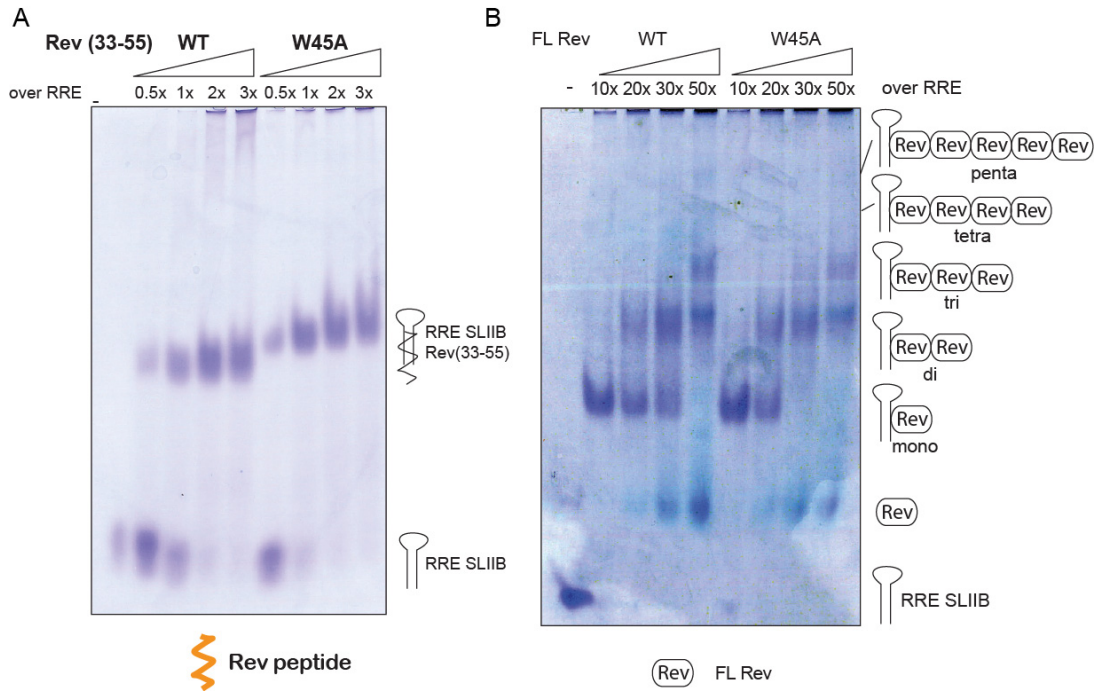 A
Rev (33-55) WT W45A
over RRE - 0.5x 1x 2x 3x 0.5x 1x 2x 3x
RRE SLIIB
Rev(33-55)
RRE SLIIB
Rev peptide
B
FL Rev WT W45A
- 10x 20x 30x 50x 10x 20x 30x 50x over RRE
Rev Rev Rev Rev Rev
penta
Rev Rev Rev Rev
tetra
Rev Rev Rev
tri
Rev Rev
di
Rev
mono
Rev
RRE SLIIB
Rev FL Rev